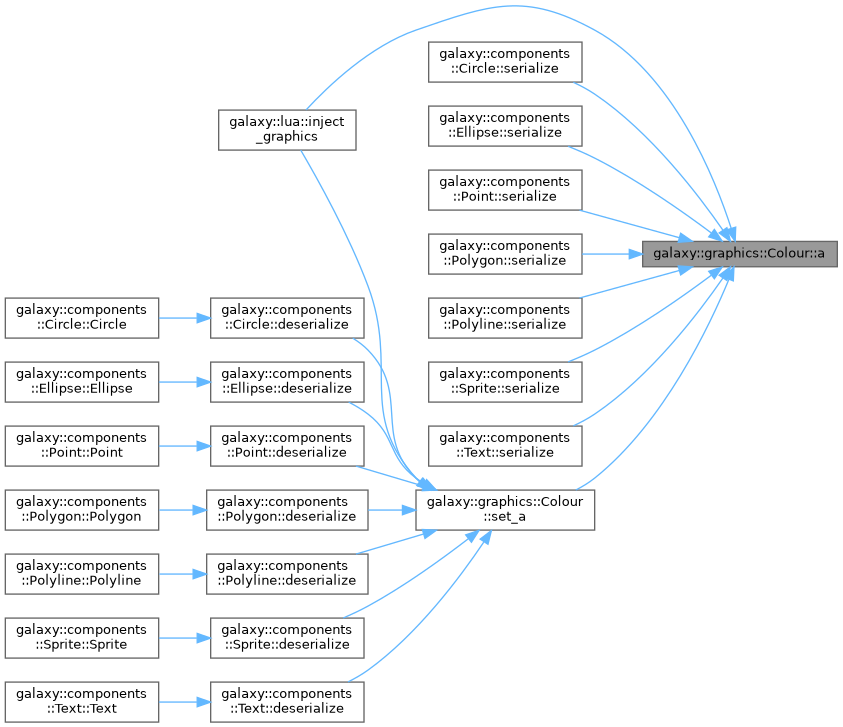 galaxy::components
::Circle::serialize
galaxy::components
::Ellipse::serialize
galaxy::lua::inject
_graphics
galaxy::components
::Point::serialize
galaxy::components
::Polygon::serialize
galaxy::graphics::Colour::a
galaxy::components
::Polyline::serialize
galaxy::components
::Sprite::serialize
galaxy::components
::Text::serialize
galaxy::graphics::Colour
::set_a
galaxy::components
::Circle::Circle
galaxy::components
::Circle::deserialize
galaxy::components
::Ellipse::Ellipse
galaxy::components
::Ellipse::deserialize
galaxy::components
::Point::Point
galaxy::components
::Point::deserialize
galaxy::components
::Polygon::Polygon
galaxy::components
::Polygon::deserialize
galaxy::components
::Polyline::Polyline
galaxy::components
::Polyline::deserialize
galaxy::components
::Sprite::Sprite
galaxy::components
::Sprite::deserialize
galaxy::components
::Text::Text
galaxy::components
::Text::deserialize